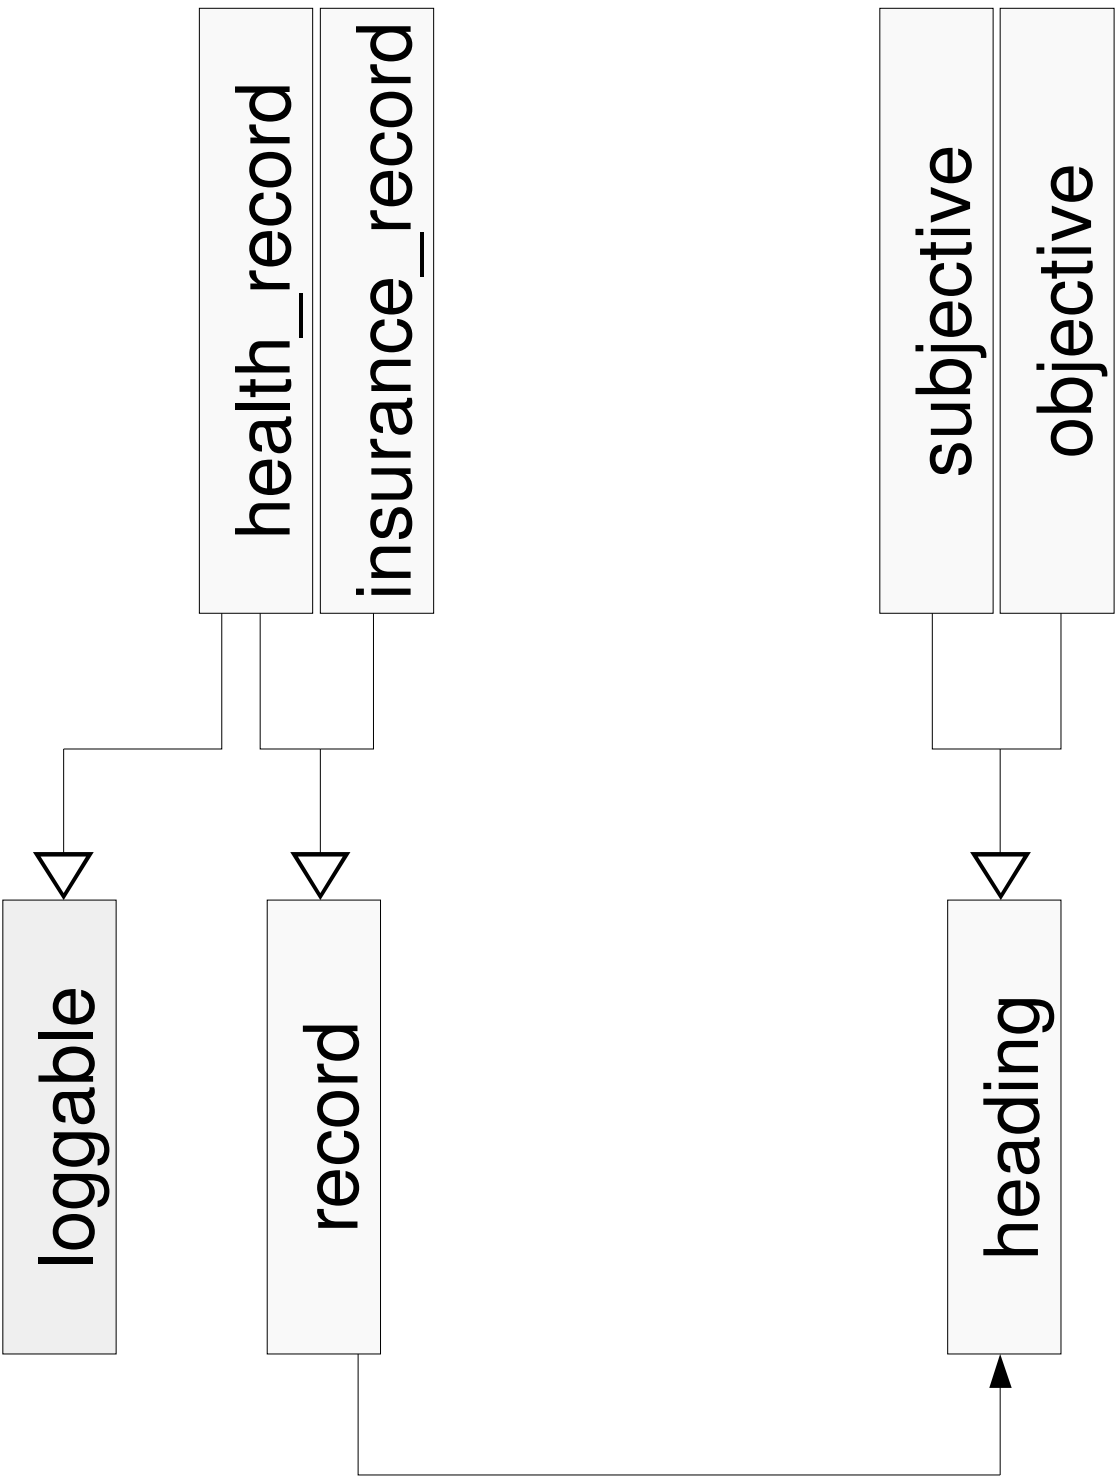 health_record
insurance_record
subjective
objective
loggable
record
heading